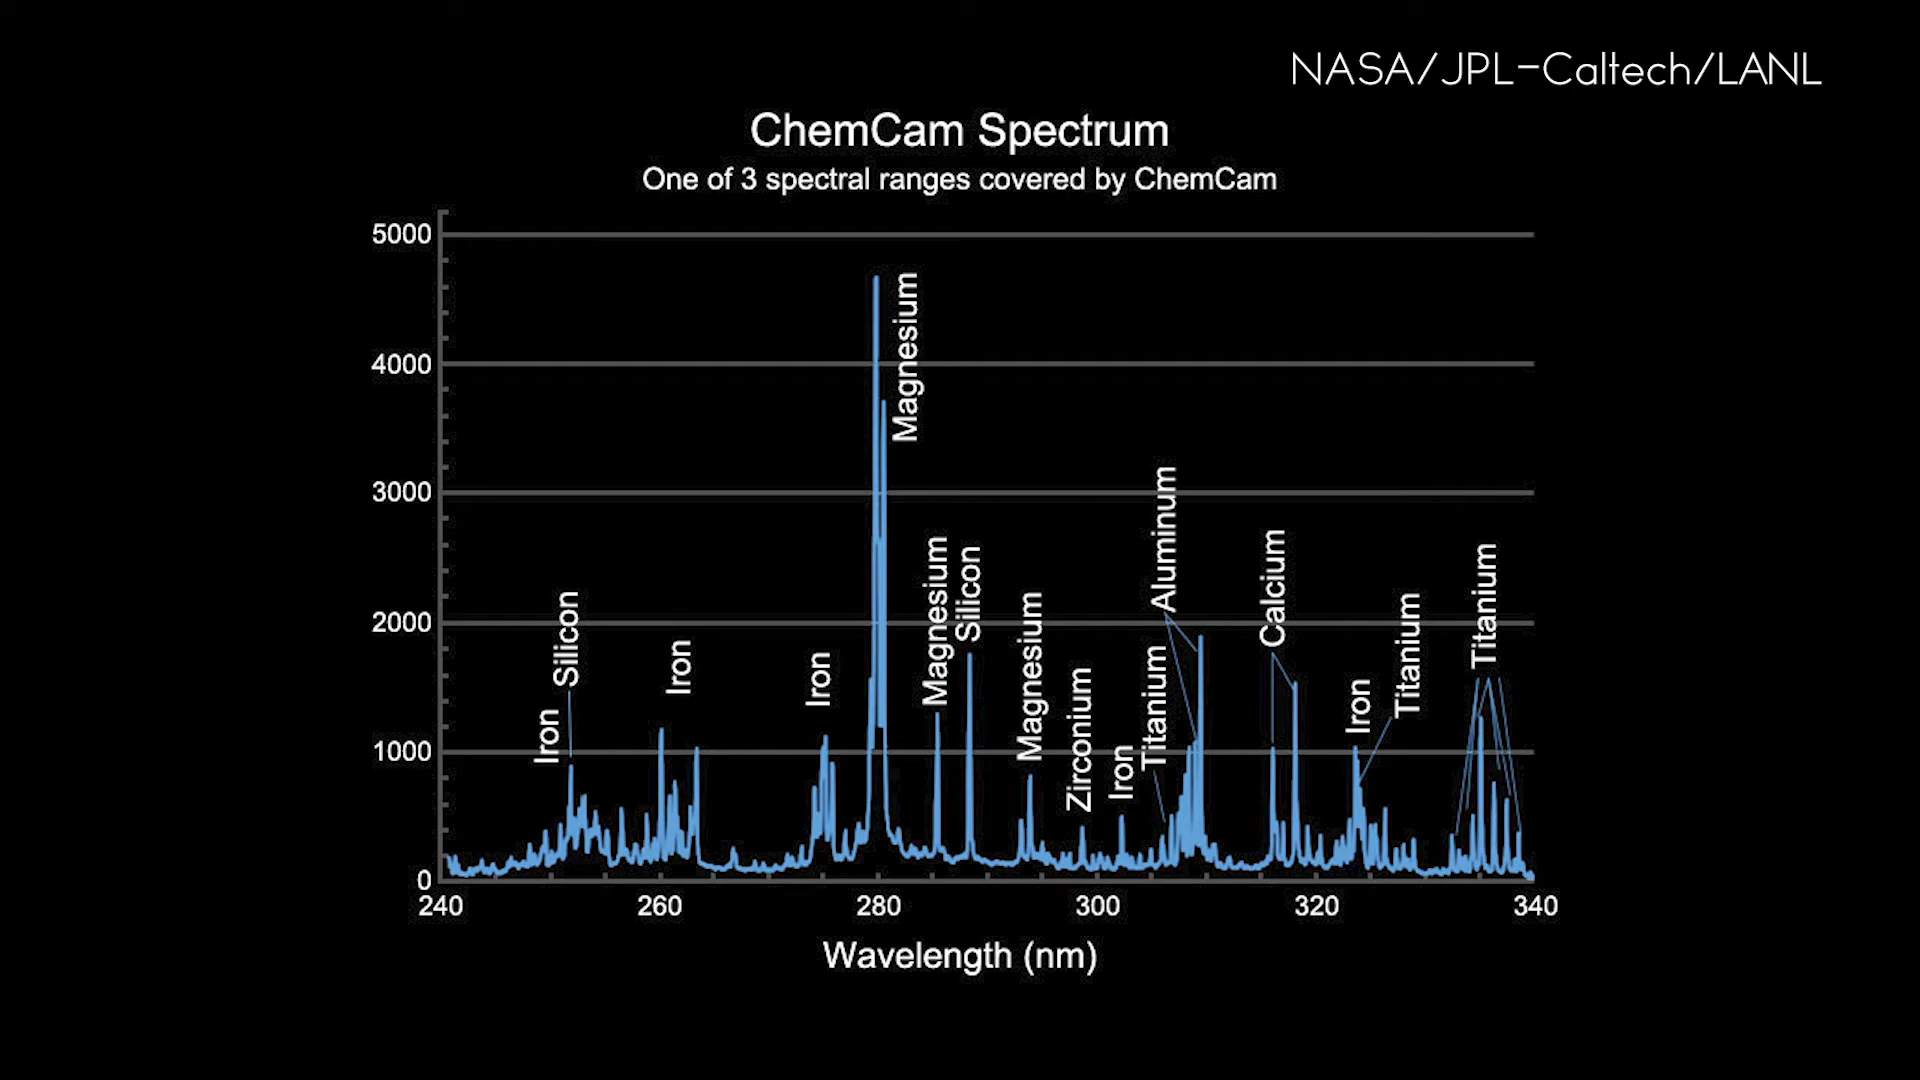 NASA/JPL-Caltech/LANL
ChemCam Spectrum
One of 3 spectral ranges covered by ChemCam
5000
4000
3000
2000
1000
0
Iron
Silicon
Iron
Iron
Magnesium
Magnesium
Silicon
Magnesium
Zirconium
Iron
Titanium
Aluminum
Calcium
Iron
Titanium
Titanium
240 260 280 300 320 340
Wavelength (nm)